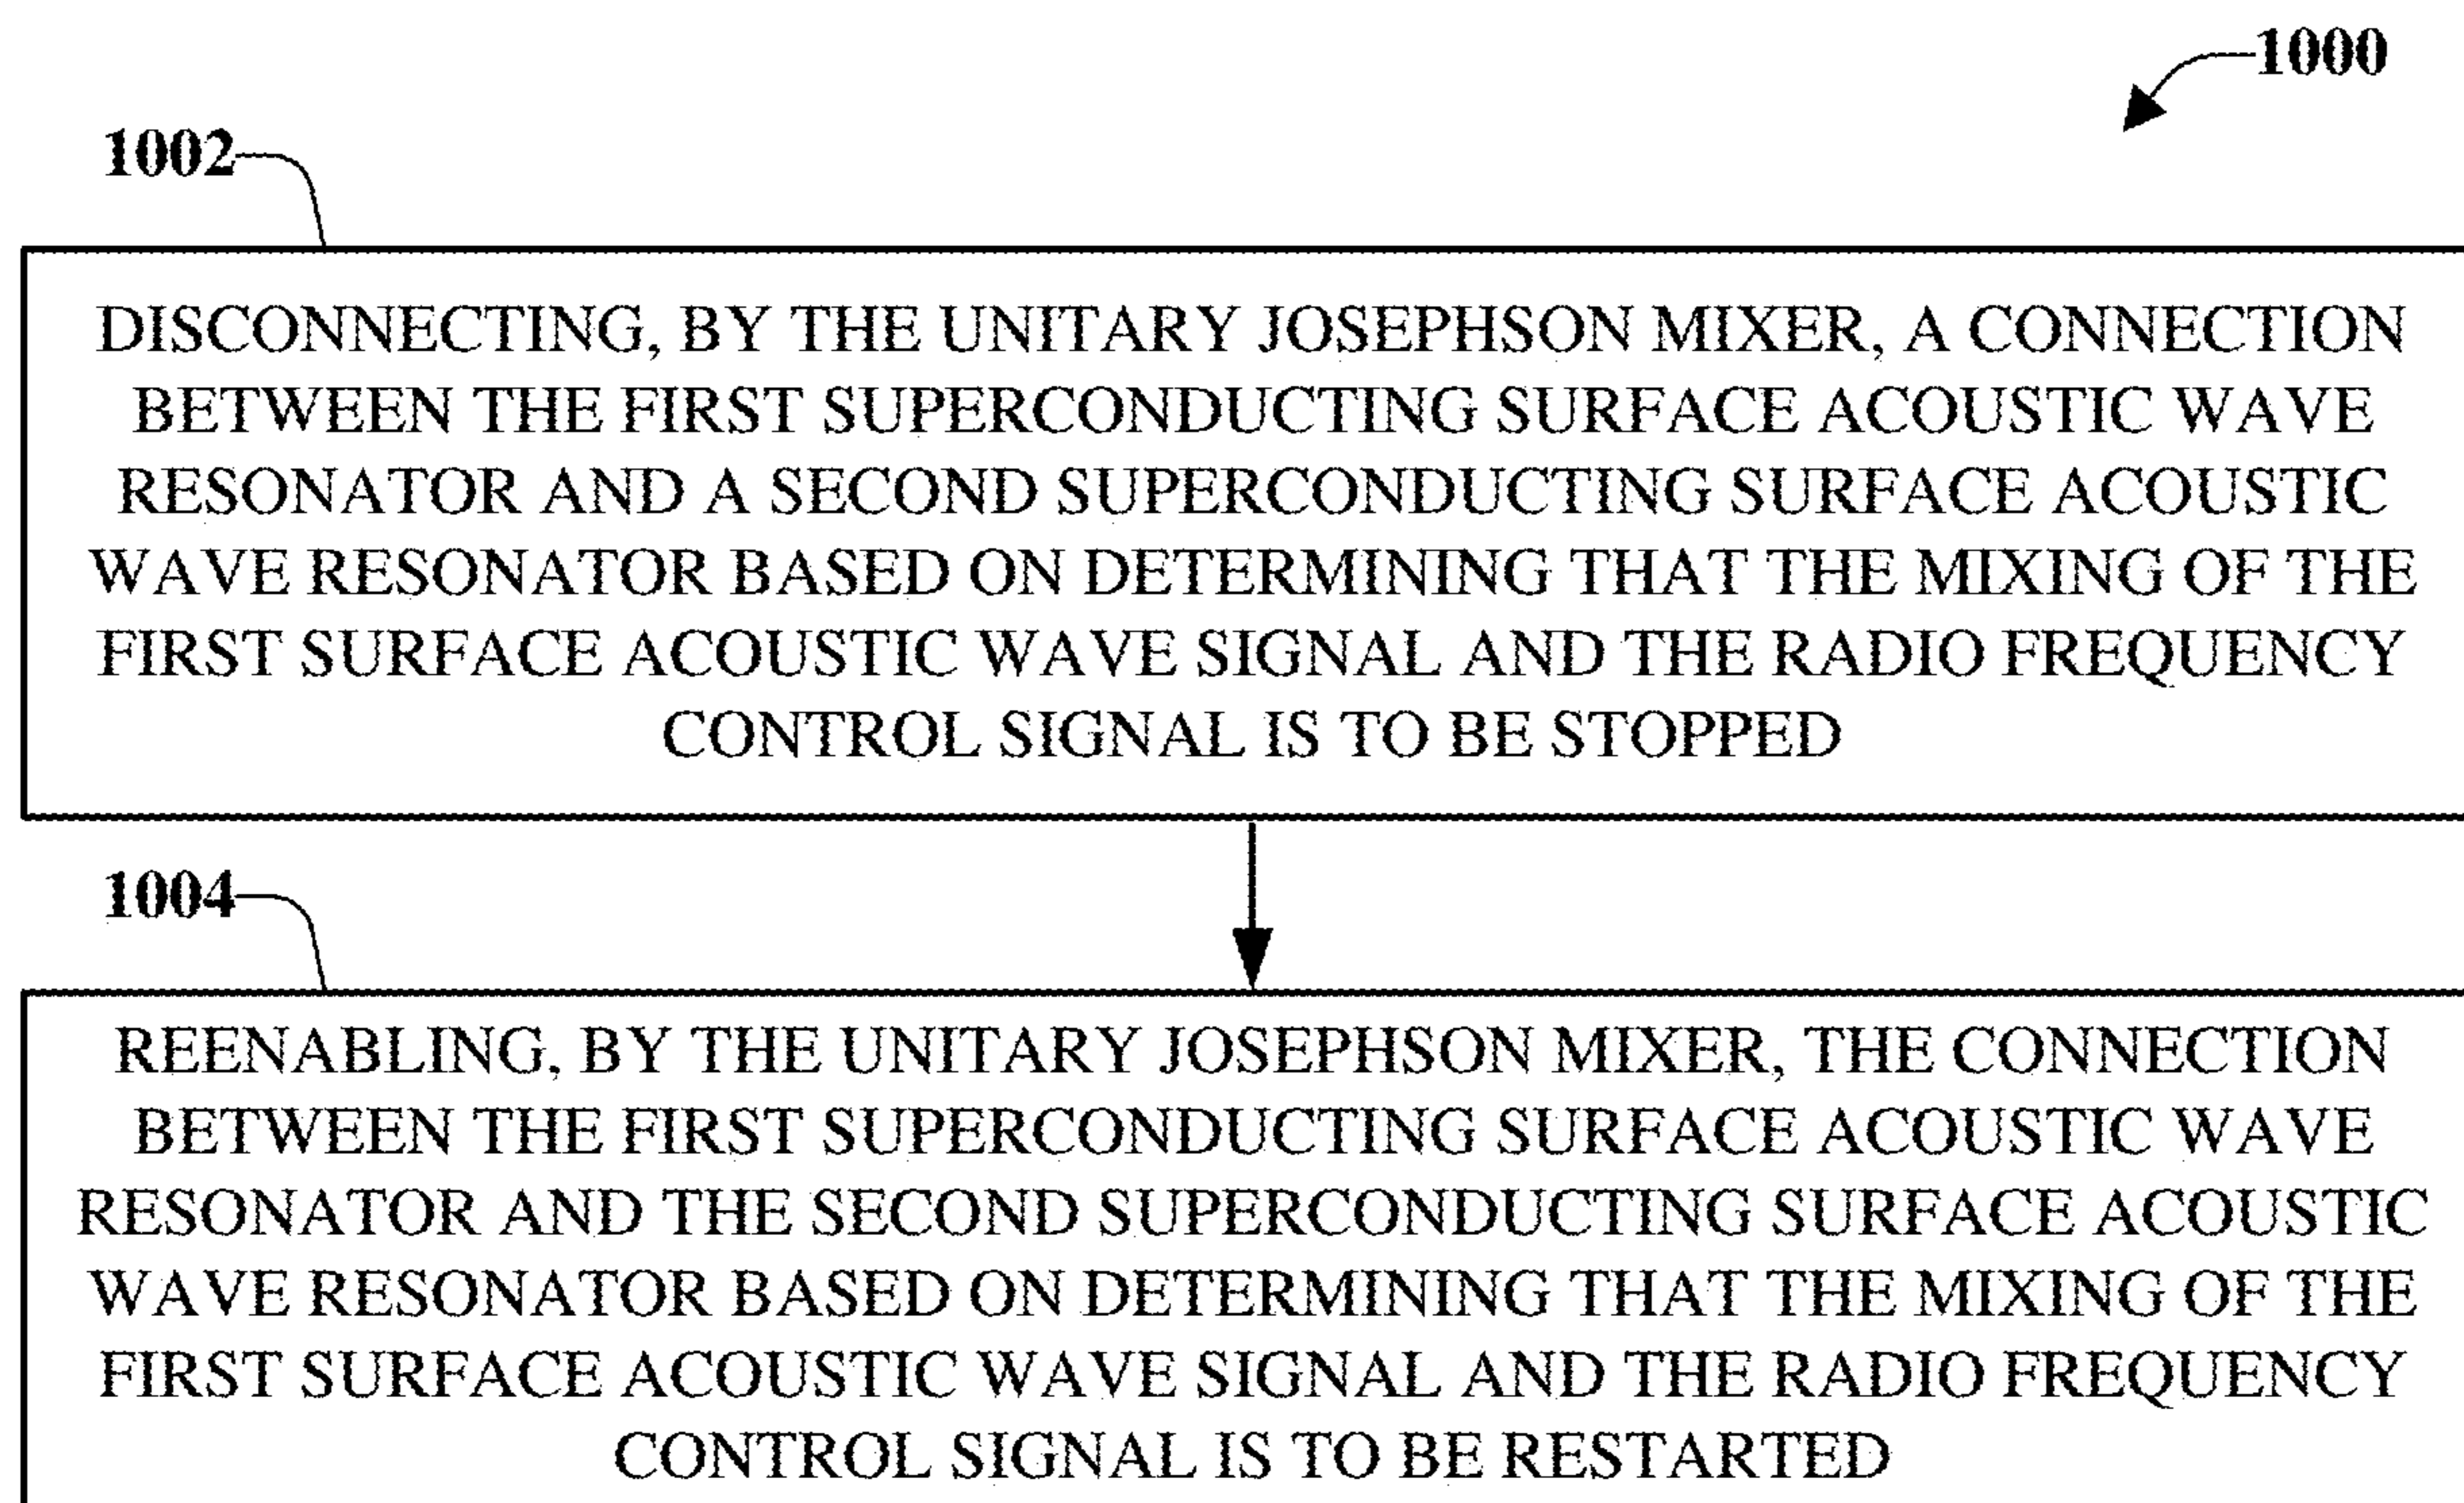 1000
1002
DISCONNECTING, BY THE UNITARY JOSEPHSON MIXER, A CONNECTION
BETWEEN THE FIRST SUPERCONDUCTING SURFACE ACOUSTIC WAVE
RESONATOR AND A SECOND SUPERCONDUCTING SURFACE ACOUSTIC
WAVE RESONATOR BASED ON DETERMINING THAT THE MIXING OF THE
FIRST SURFACE ACOUSTIC WAVE SIGNAL AND THE RADIO FREQUENCY
CONTROL SIGNAL IS TO BE STOPPED
1004
REENABLING, BY THE UNITARY JOSEPHSON MIXER, THE CONNECTION
BETWEEN THE FIRST SUPERCONDUCTING SURFACE ACOUSTIC WAVE
RESONATOR AND THE SECOND SUPERCONDUCTING SURFACE ACOUSTIC
WAVE RESONATOR BASED ON DETERMINING THAT THE MIXING OF THE
FIRST SURFACE ACOUSTIC WAVE SIGNAL AND THE RADIO FREQUENCY
CONTROL SIGNAL IS TO BE RESTARTED